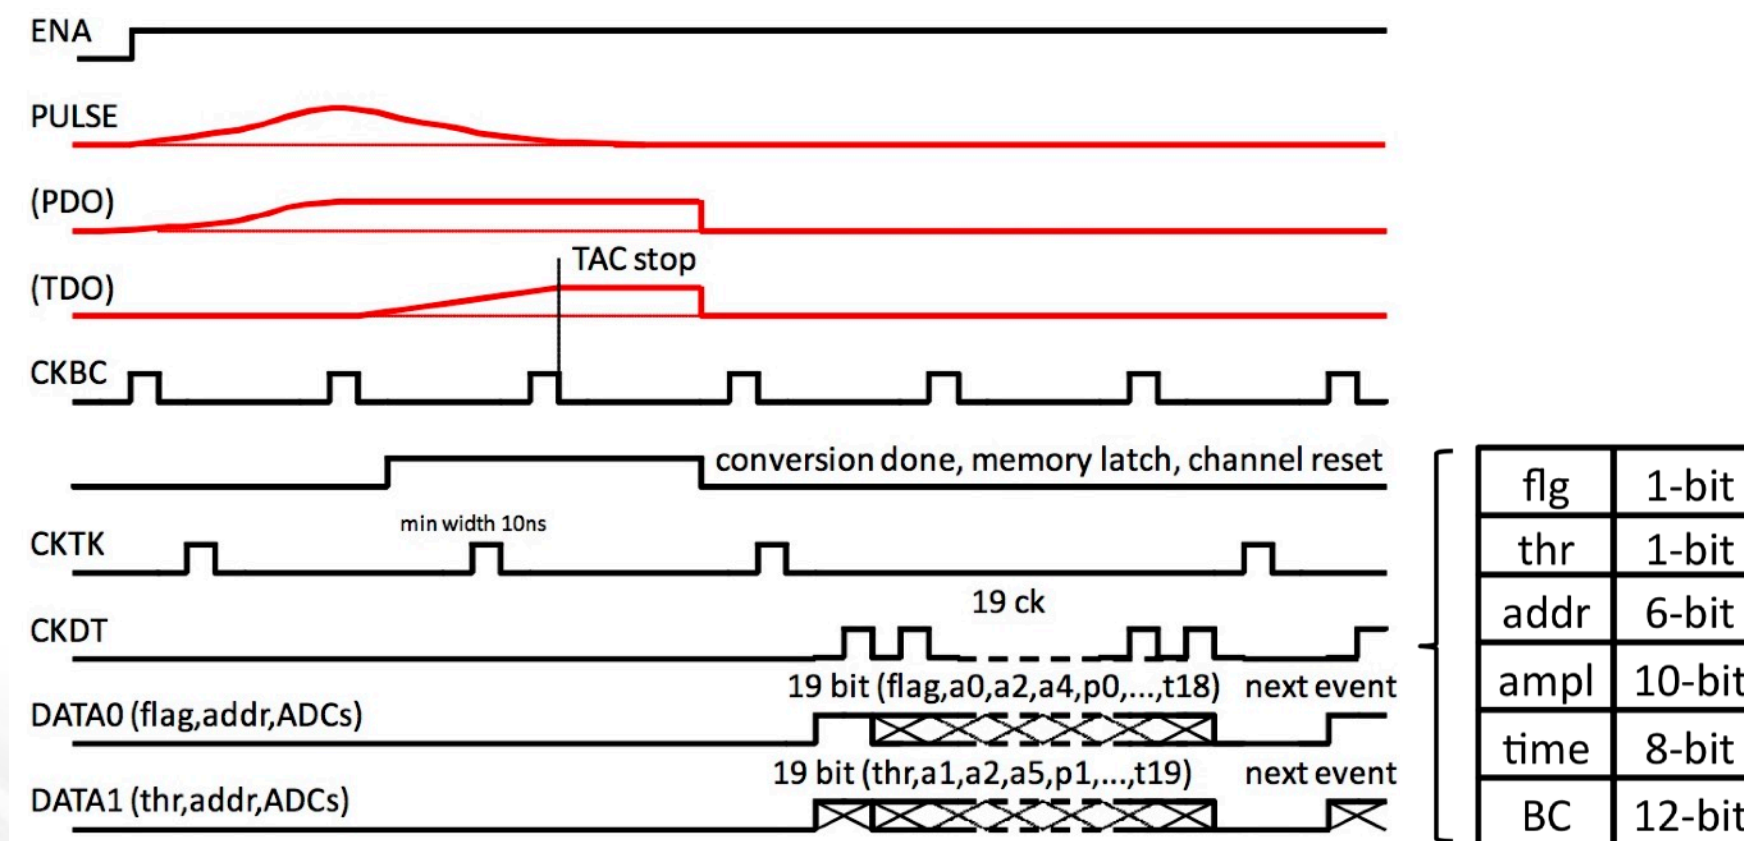 ENA
PULSE
(PDO)
TAC stop
(TDO)
CKBC
conversion done, memory latch, channel reset
min width 10ns
CKTK
19 ck
CKDT
19 bit (flag,a0,a2,a4,p0,...,t18) next event
DATA0 (flag,addr,ADCs)
19 bit (thr,a1,a2,a5,p1,...,t19) next event
DATA1 (thr,addr,ADCs)
flg 1-bit
thr 1-bit
addr 6-bit
ampl 10-bit
time 8-bit
BC 12-bit